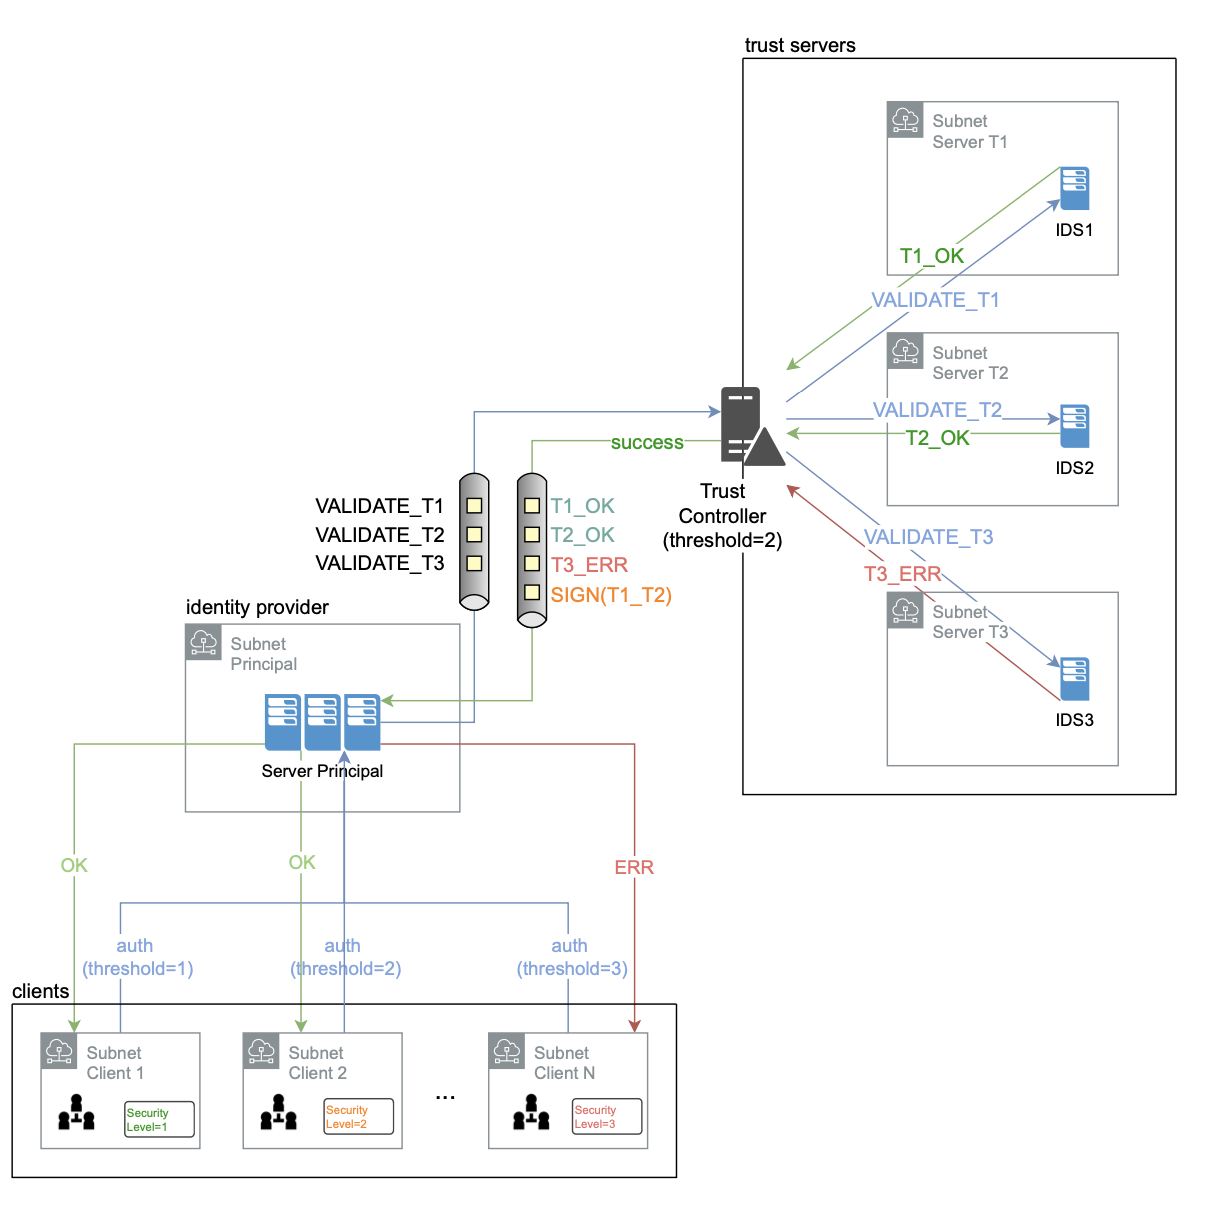 trust servers
Subnet
Server T1
IDS1
T1_OK
VALIDATE_T1
Subnet
Server T2
VALIDATE_T2
T2_OK
IDS2
success
Trust
Controller
(threshold=2)
VALIDATE_T1
VALIDATE_T2
VALIDATE_T3
T1_OK
T2_OK
T3_ERR
SIGN(T1_T2)
VALIDATE_T3
T3_ERR
Subnet
Server T3
IDS3
identity provider
Subnet
Principal
Server Principal
OK
OK
ERR
auth
(threshold=1)
auth
(threshold=2)
auth
(threshold=3)
clients
Subnet
Client 1
Security
Level=1
Subnet
Client 2
Security
Level=2
...
Subnet
Client N
Security
Level=3